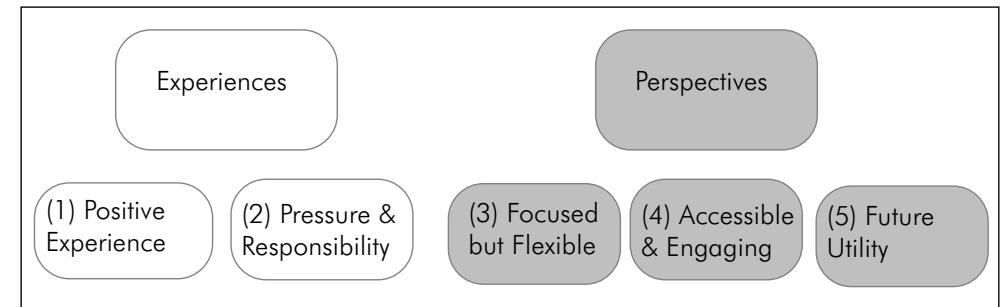 Experiences
Perspectives
(1) Positive
Experience
(2) Pressure &
Responsibility
(3) Focused
but Flexible
(4) Accessible
& Engaging
(5) Future
Utility